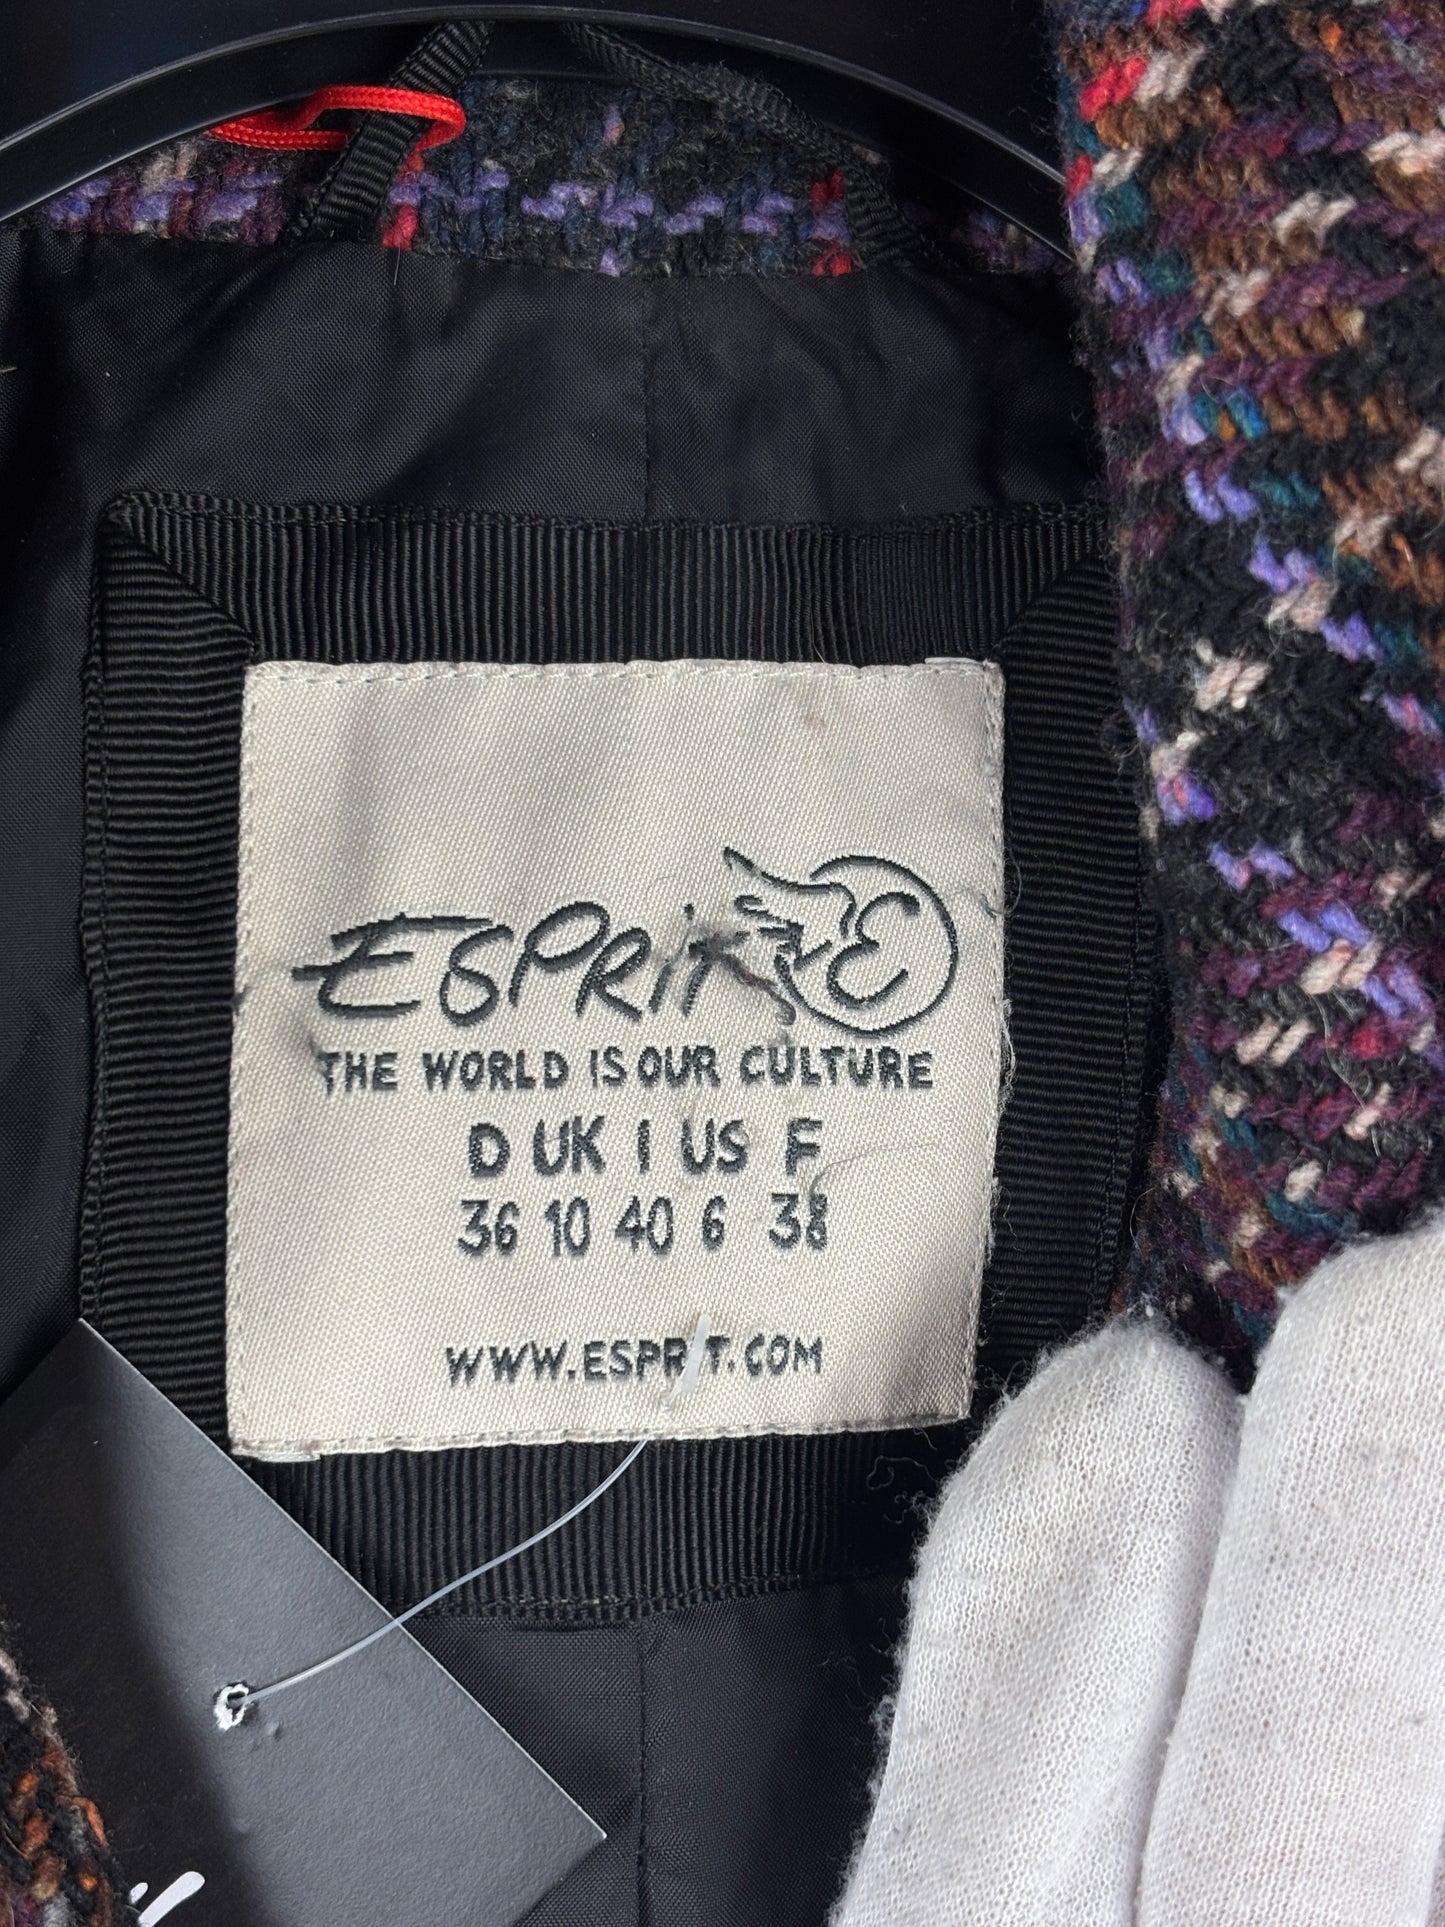 ESPRIT E
THE WORLD IS OUR CULTURE
D UK I US F
36 10 40 6 38
WWW.ESPRIT.COM